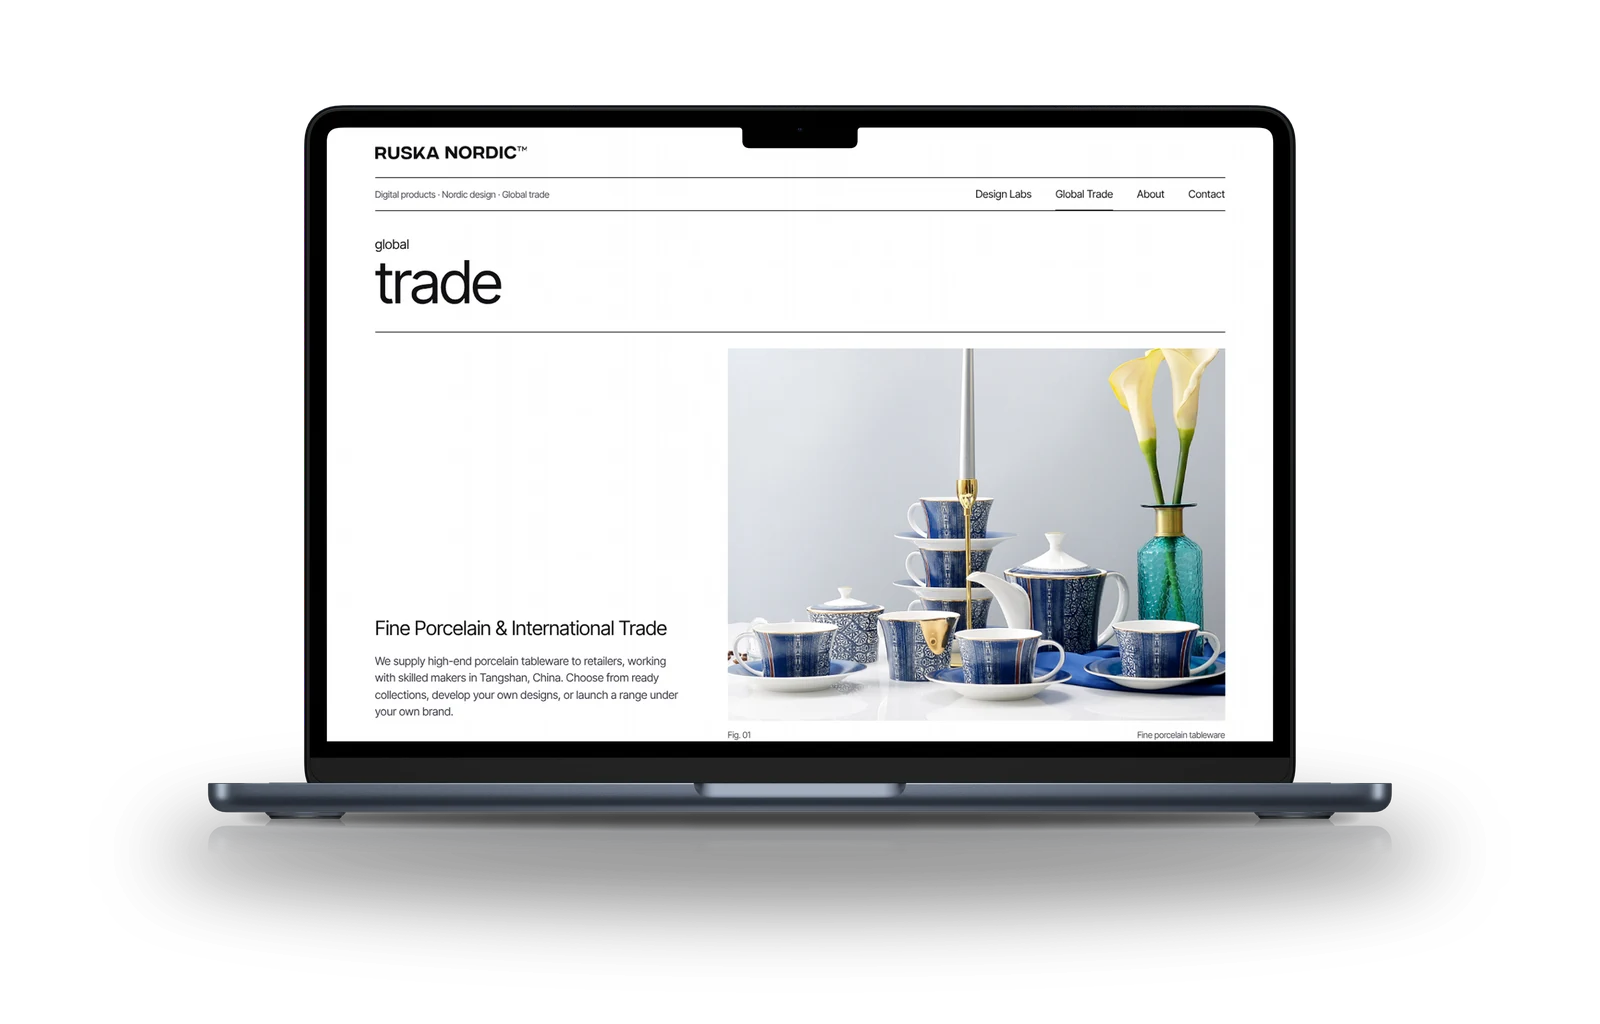 RUSKA NORDIC™
Digital products · Nordic design · Global trade
Design Labs
Global Trade
About
Contact
global
trade
Fine Porcelain & International Trade
We supply high-end porcelain tableware to retailers, working
with skilled makers in Tangshan, China. Choose from ready
collections, develop your own designs, or launch a range under
your own brand.
Fig. 01
Fine porcelain tableware